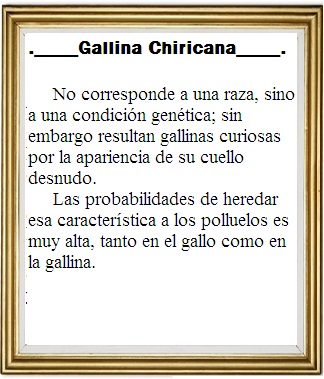 .____Gallina Chiricana____.
No corresponde a una raza, sino
a una condición genética; sin
embargo resultan gallinas curiosas
por la apariencia de su cuello
desnudo.
Las probabilidades de heredar
esa característica a los polluelos es
muy alta, tanto en el gallo como en
la gallina.